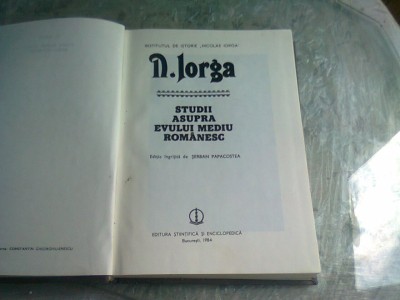 INSTITUTUL DE ISTORIE „NICOLAE IORGA”
N. Iorga
STUDII
ASUPRA
EVULUI MEDIU
ROMÂNESC
Ediție îngrijită de ȘERBAN PAPACOSTEA
EDITURA ȘTIINȚIFICĂ ȘI ENCICLOPEDICĂ
București, 1984